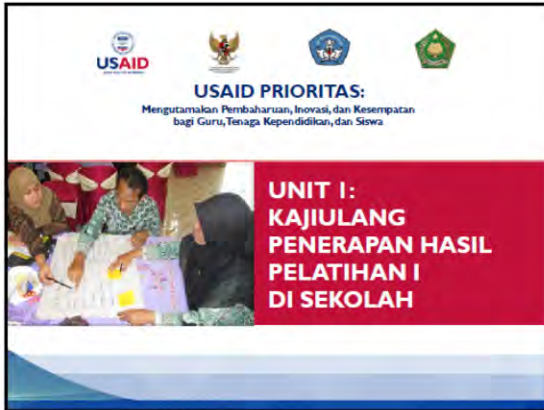 USAID
USAID PRIORITAS:
Mengutamakan Pembaharuan, Inovasi, dan Kesempatan
bagi Guru, Tenaga Kependidikan, dan Siswa
UNIT I:
KAJIULANG
PENERAPAN HASIL
PELATIHAN I
DI SEKOLAH